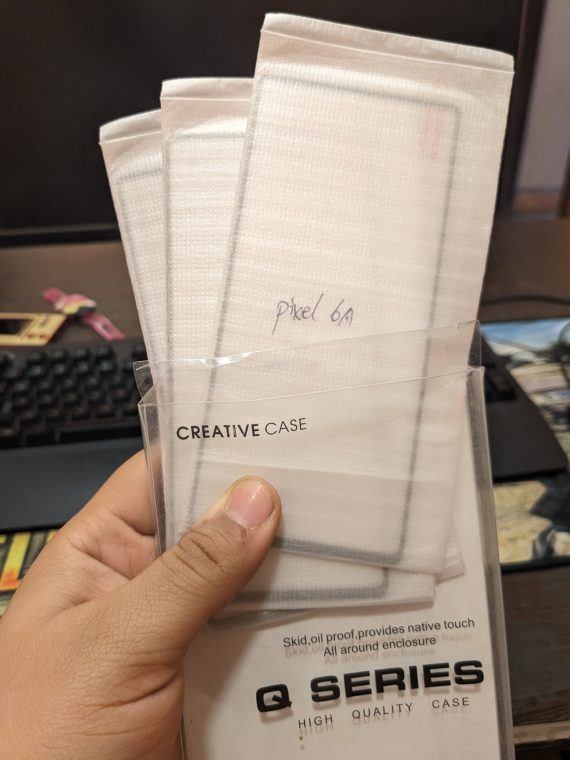 pixel 6A
CREATIVE CASE
Skid,oil proof,provides native touch
All around enclosure
Q SERIES
HIGH QUALITY CASE